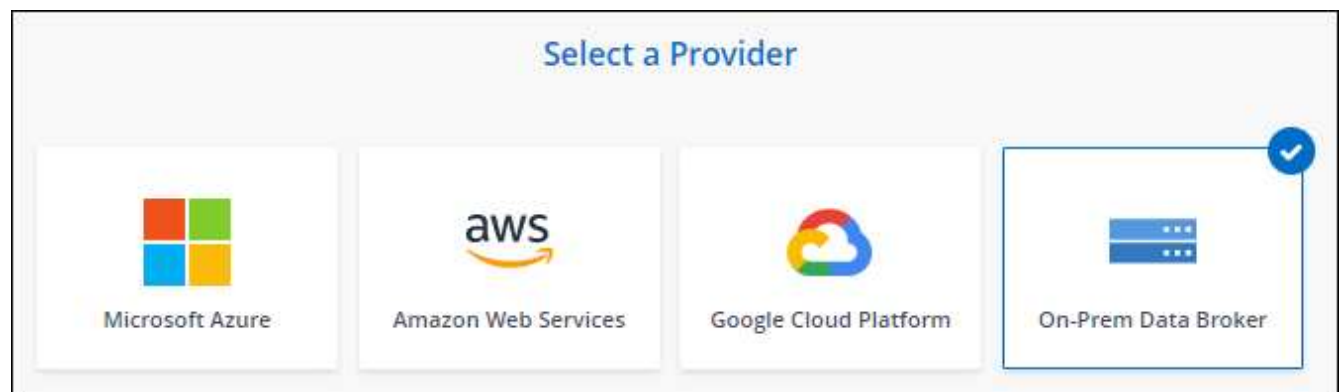 Select a Provider
aws
Microsoft Azure
Amazon Web Services
Google Cloud Platform
On-Prem Data Broker